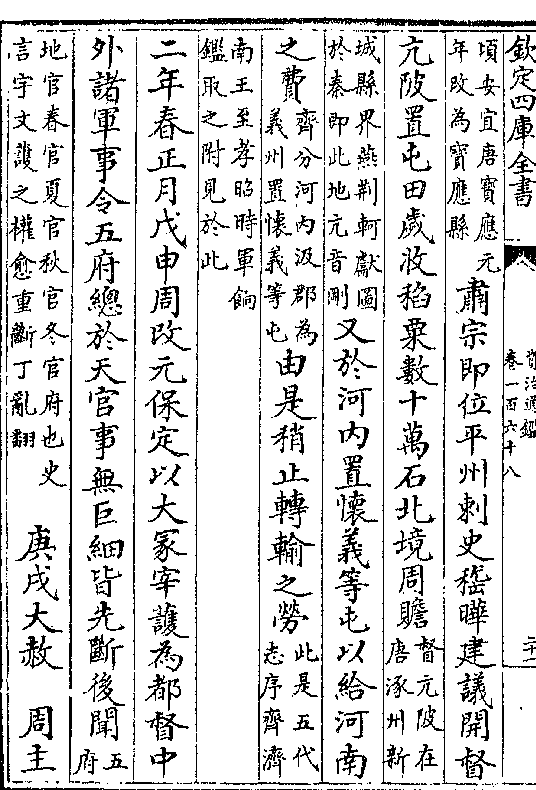 欽定四庫全書
資治通鑑
卷一百六十八
二十一
頃安宜唐寶應元
年改為寶應縣
肅宗即位平州刺史嵇曄建議開督
亢陂置屯田歲收稻粟數十萬石北境周贍
督亢陂在
唐涿州新
城縣界燕荆軻獻圖
於秦即此地亢音剛
又於河内置懷義等屯以給河南
之費
齊分河内汲郡為
義州置懷義等屯
由是稍止轉輸之勞
此是五代
志序齊濟
南王至孝昭時軍餉
鑑取之附見於此
二年春正月戊申周改元保定以大冢宰護為都督中
外諸軍事令五府總於天官事無巨細皆先斷後聞
五
府
地官春官夏官秋官冬官府也史
言宇文護之權愈重斷丁亂翻
庚戌大赦 周主